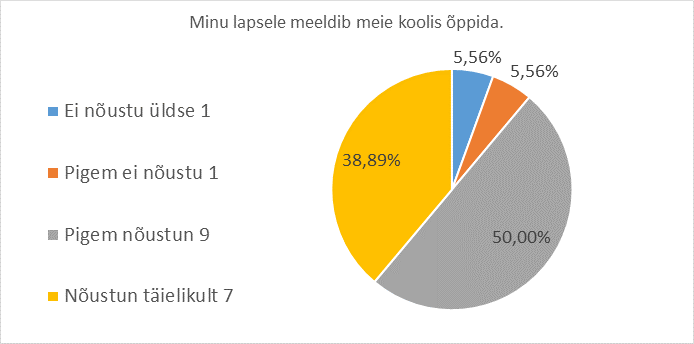 Minu lapsele meeldib meie koolis õppida.
Ei nõustu üldse 1
Pigem ei nõustu 1
Pigem nõustun 9
Nõustun täielikult 7
5,56%
5,56%
38,89%
50,00%